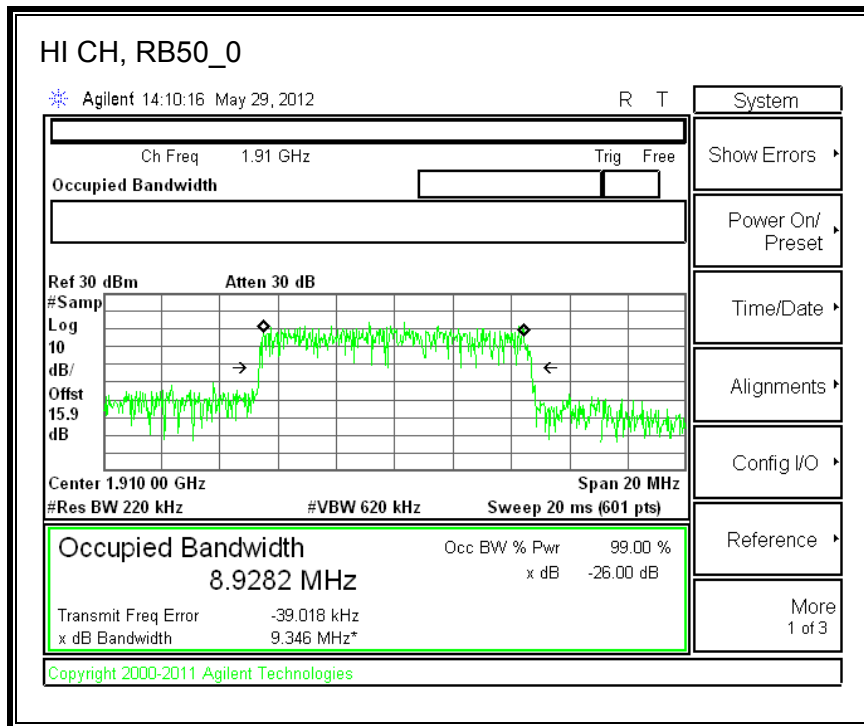 HI CH, RB50_0
Agilent 14:10:16 May 29, 2012 R T
System
Ch Freq 1.91 GHz Trig Free
Occupied Bandwidth
Show Errors
Power On/
Preset
Time/Date
Alignments
Config I/O
Reference
More
1 of 3
Ref 30 dBm Atten 30 dB
#Samp
Log
10
dB/
Offst
15.9
dB
Center 1.910 00 GHz Span 20 MHz
#Res BW 220 kHz #VBW 620 kHz Sweep 20 ms (601 pts)
Occupied Bandwidth Occ BW % Pwr 99.00 %
8.9282 MHz x dB -26.00 dB
Transmit Freq Error -39.018 kHz
x dB Bandwidth 9.346 MHz*
Copyright 2000-2011 Agilent Technologies